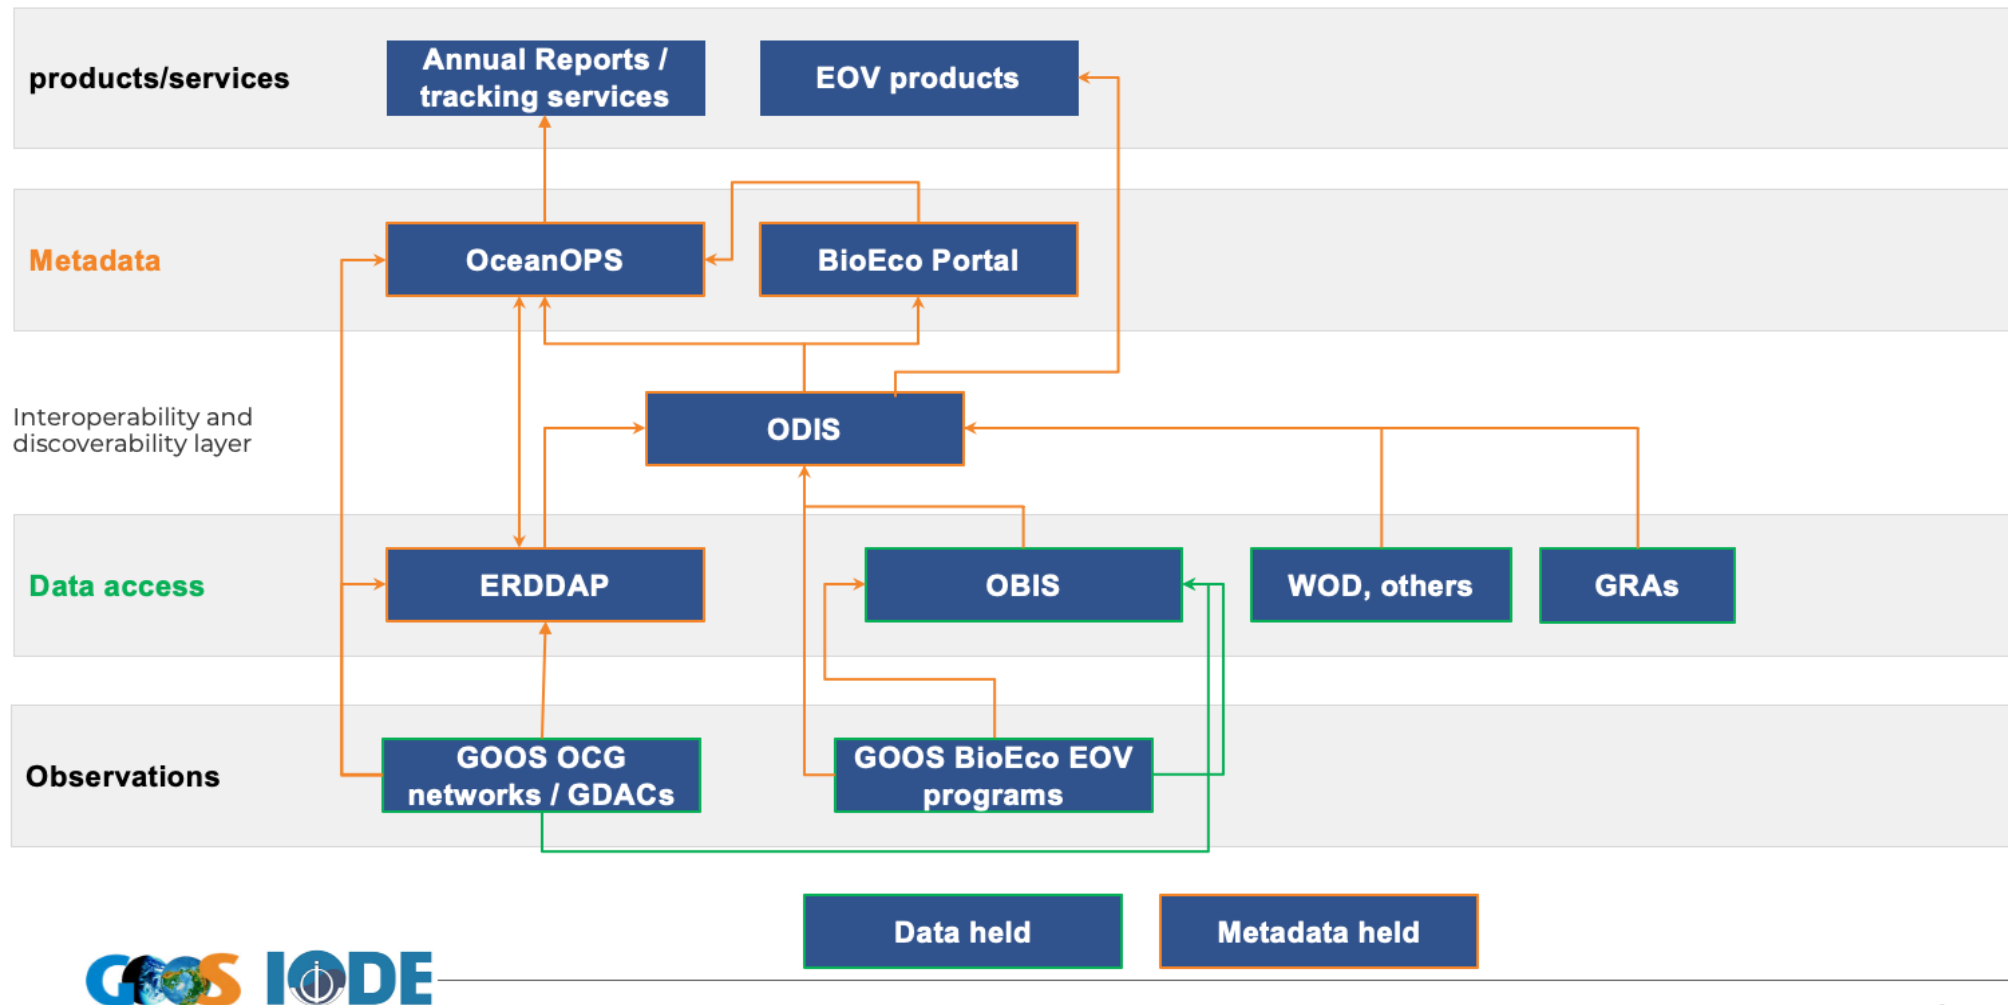 products/services
Annual Reports /
tracking services
EOV products
Metadata
OceanOPS
BioEco Portal
Interoperability and
discoverability layer
ODIS
Data access
ERDDAP
OBIS
WOD, others
GRAs
Observations
GOOS OCG
networks / GDACs
GOOS BioEco EOV
programs
Data held
Metadata held
GOOS
IODE